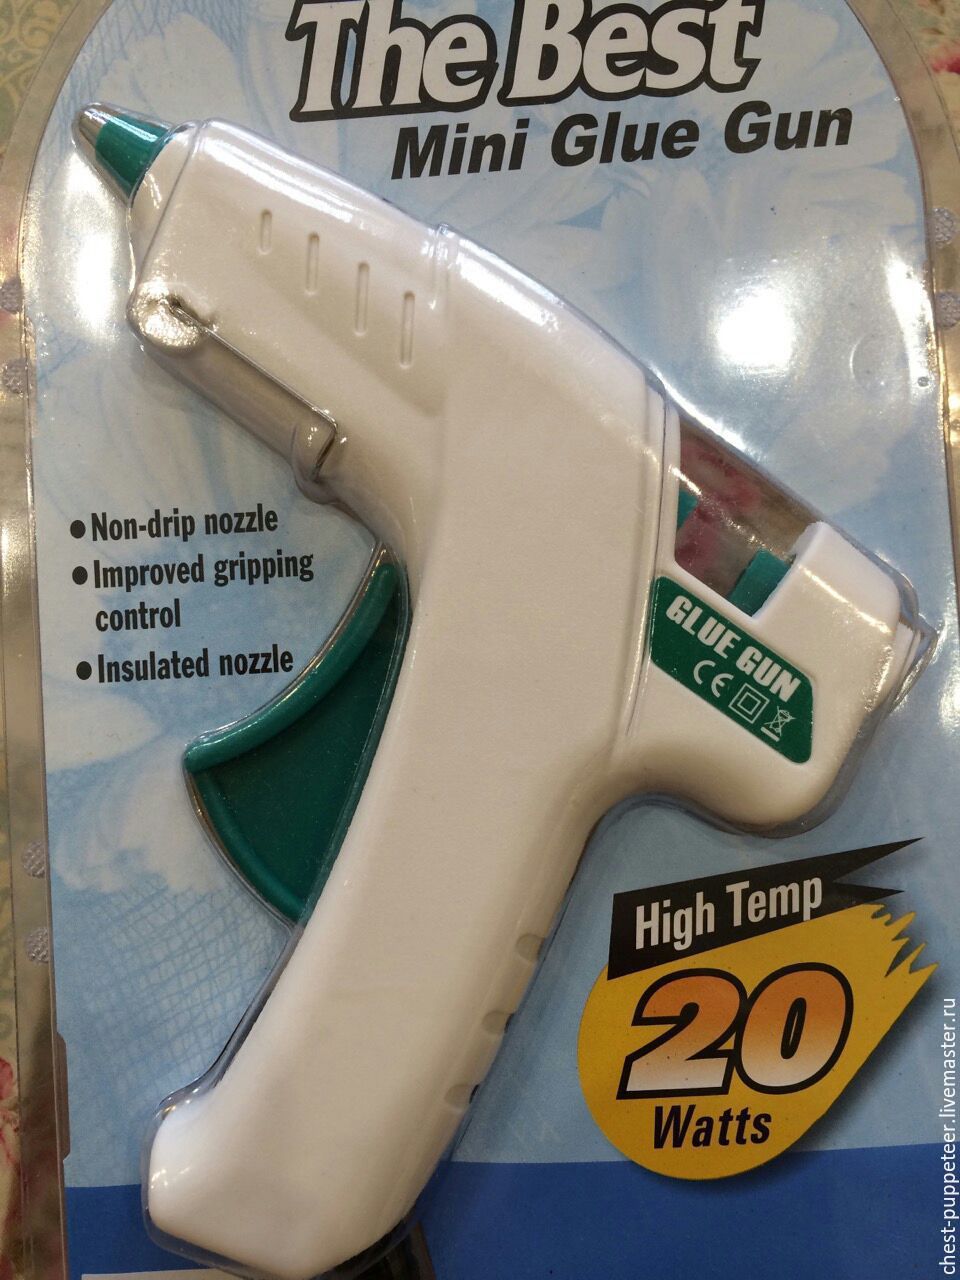 The Best
Mini Glue Gun
• Non-drip nozzle
• Improved gripping
control
• Insulated nozzle
GLUE GUN
CE
High Temp
20
Watts
chest-puppeteer.livemaster.ru